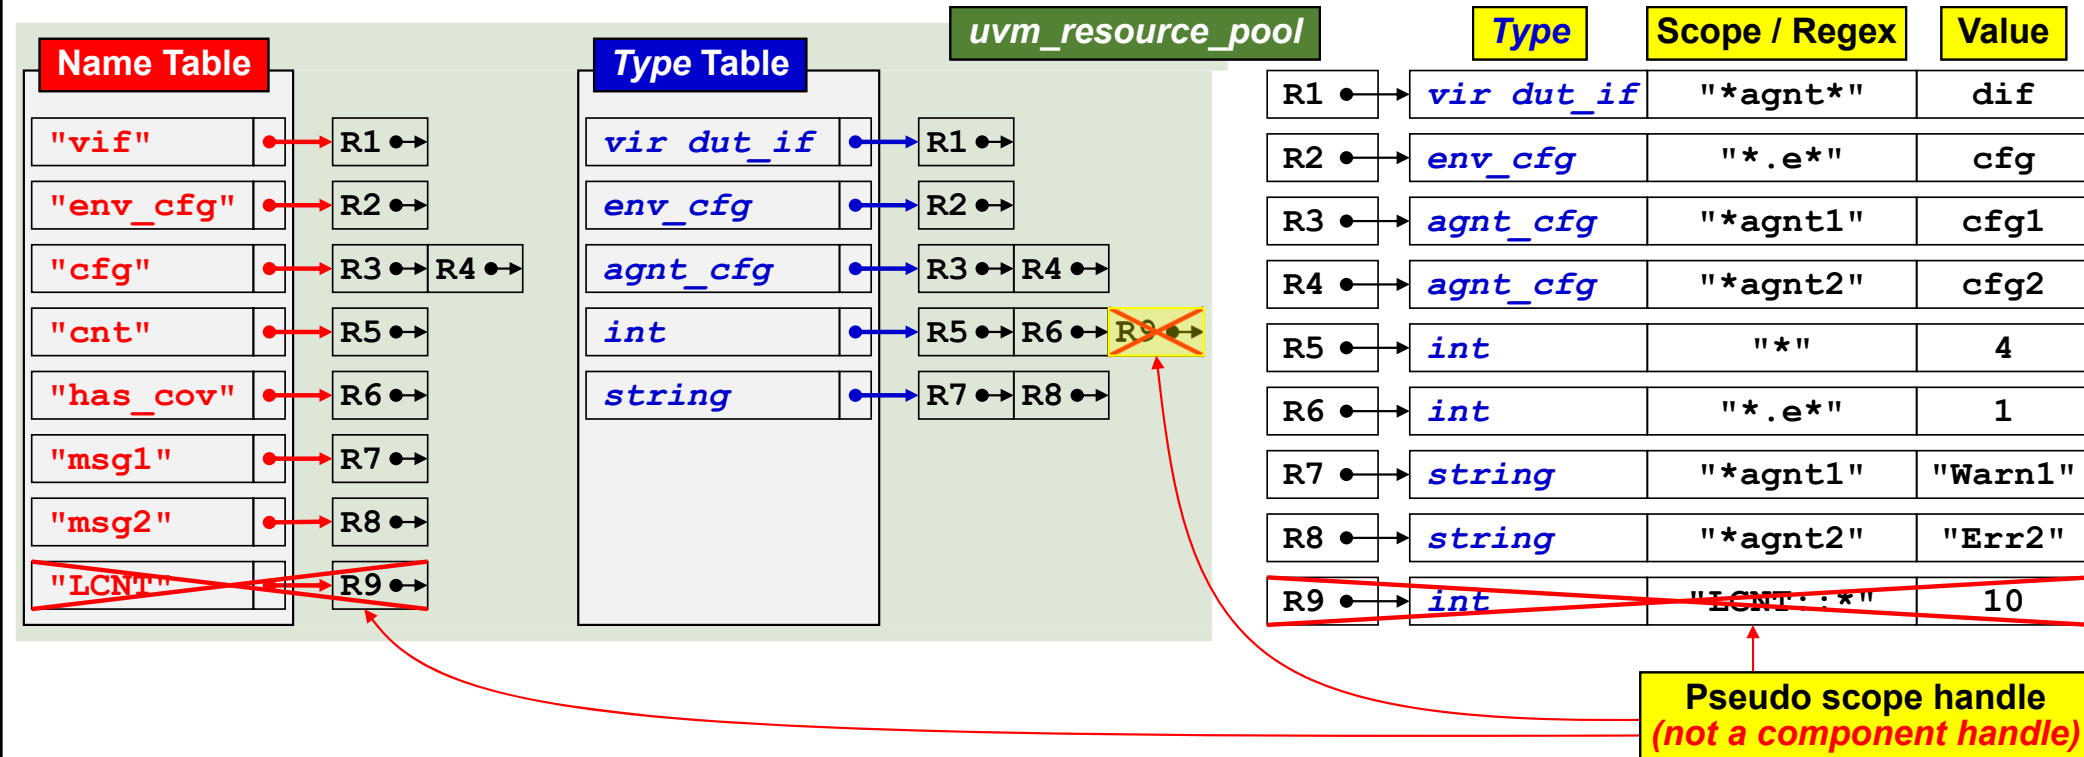 uvm_resource_pool
Name Table
"vif" R1
"env_cfg" R2
"cfg" R3 R4
"cnt" R5
"has_cov" R6
"msg1" R7
"msg2" R8
"LCNT" R9
Type Table
vir dut_if R1
env_cfg R2
agnt_cfg R3 R4
int R5 R6 R9
string R7 R8
Type Scope / Regex Value
R1 vir dut_if "*agnt*" dif
R2 env_cfg "*.e*" cfg
R3 agnt_cfg "*agnt1" cfg1
R4 agnt_cfg "*agnt2" cfg2
R5 int "*" 4
R6 int "*.e*" 1
R7 string "*agnt1" "Warn1"
R8 string "*agnt2" "Err2"
R9 int "LCNT::*" 10
Pseudo scope handle
(not a component handle)